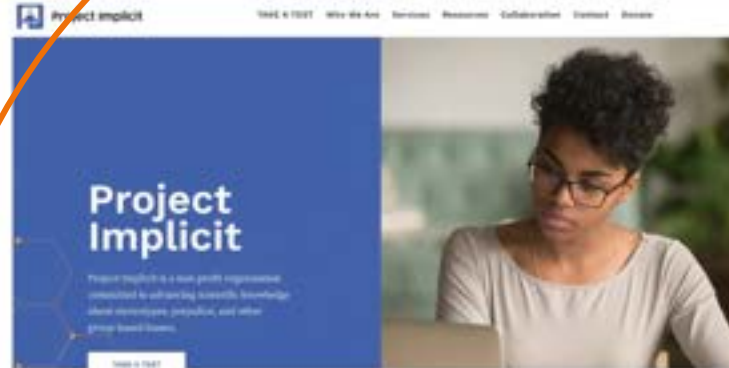 Project Implicit
TAKE A TEST Who We Are Services Resources Collaboration Contact Donate
Project
Implicit
Project Implicit is a non-profit organization
committed to advancing scientific knowledge
about stereotypes, prejudice, and other
group-based biases.
TAKE A TEST